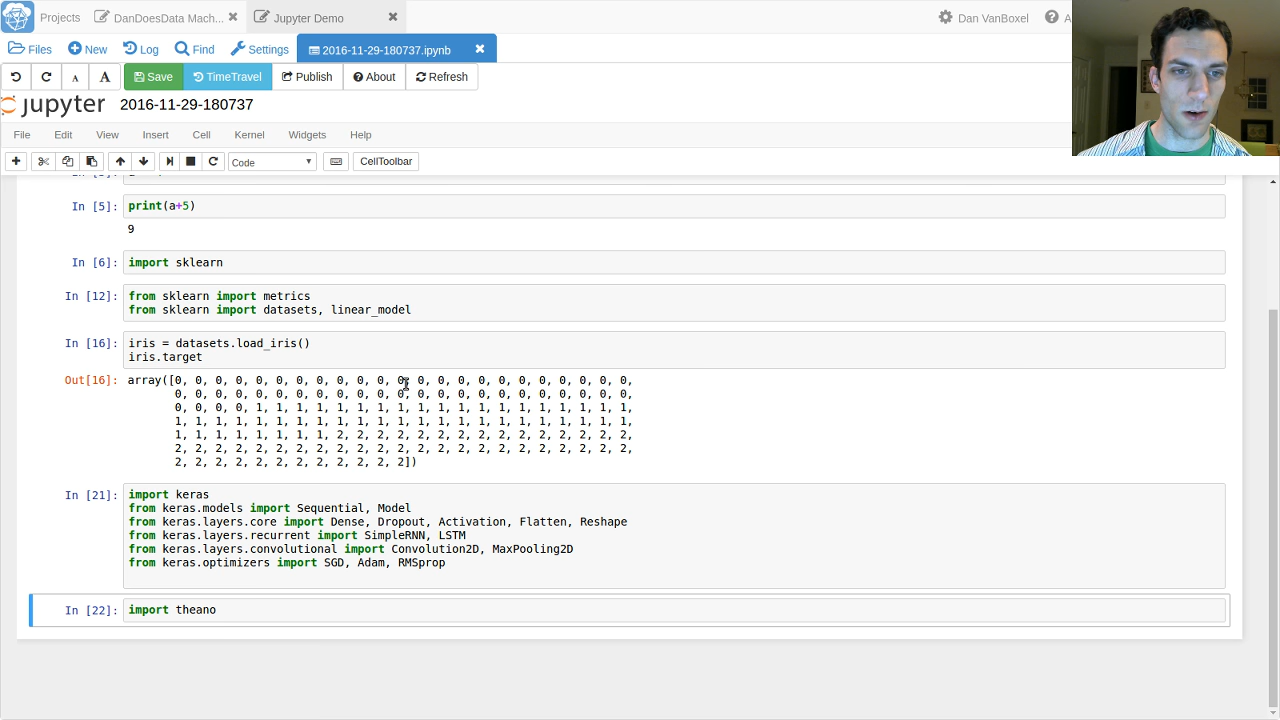 Projects DanDoesData Mach... Jupyter Demo Dan VanBoxel
Files New Log Find Settings 2016-11-29-180737.ipynb
A A Save TimeTravel Publish About Refresh
jupyter 2016-11-29-180737
File Edit View Insert Cell Kernel Widgets Help
Code CellToolbar
In [5]: print(a+5)
9
In [6]: import sklearn
In [12]: from sklearn import metrics
from sklearn import datasets, linear_model
In [16]: iris = datasets.load_iris()
iris.target
Out[16]: array([0, 0, 0, 0, 0, 0, 0, 0, 0, 0, 0, 0, 0, 0, 0, 0, 0, 0, 0, 0, 0, 0, 0,
0, 0, 0, 0, 0, 0, 0, 0, 0, 0, 0, 0, 0, 0, 0, 0, 0, 0, 0, 0, 0, 0, 0,
0, 0, 0, 0, 1, 1, 1, 1, 1, 1, 1, 1, 1, 1, 1, 1, 1, 1, 1, 1, 1, 1, 1,
1, 1, 1, 1, 1, 1, 1, 1, 1, 1, 1, 1, 1, 1, 1, 1, 1, 1, 1, 1, 1, 1, 1,
1, 1, 1, 1, 1, 1, 1, 1, 2, 2, 2, 2, 2, 2, 2, 2, 2, 2, 2, 2, 2, 2, 2,
2, 2, 2, 2, 2, 2, 2, 2, 2, 2, 2, 2, 2, 2, 2, 2, 2, 2, 2, 2, 2, 2, 2,
2, 2, 2, 2, 2, 2, 2, 2, 2, 2, 2, 2])
In [21]: import keras
from keras.models import Sequential, Model
from keras.layers.core import Dense, Dropout, Activation, Flatten, Reshape
from keras.layers.recurrent import SimpleRNN, LSTM
from keras.layers.convolutional import Convolution2D, MaxPooling2D
from keras.optimizers import SGD, Adam, RMSprop
In [22]: import theano